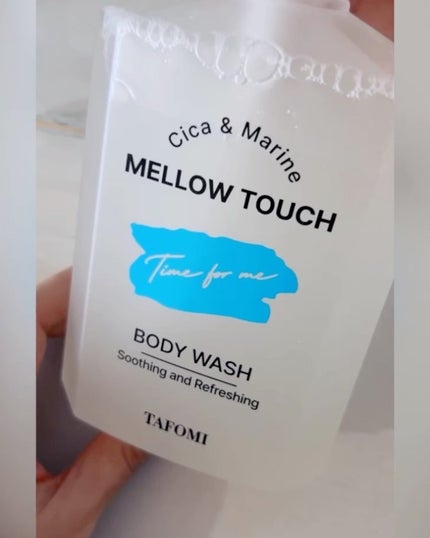 Cica & Marine
MELLOW TOUCH
Time for me
BODY WASH
Soothing and Refreshing
TAFOMI